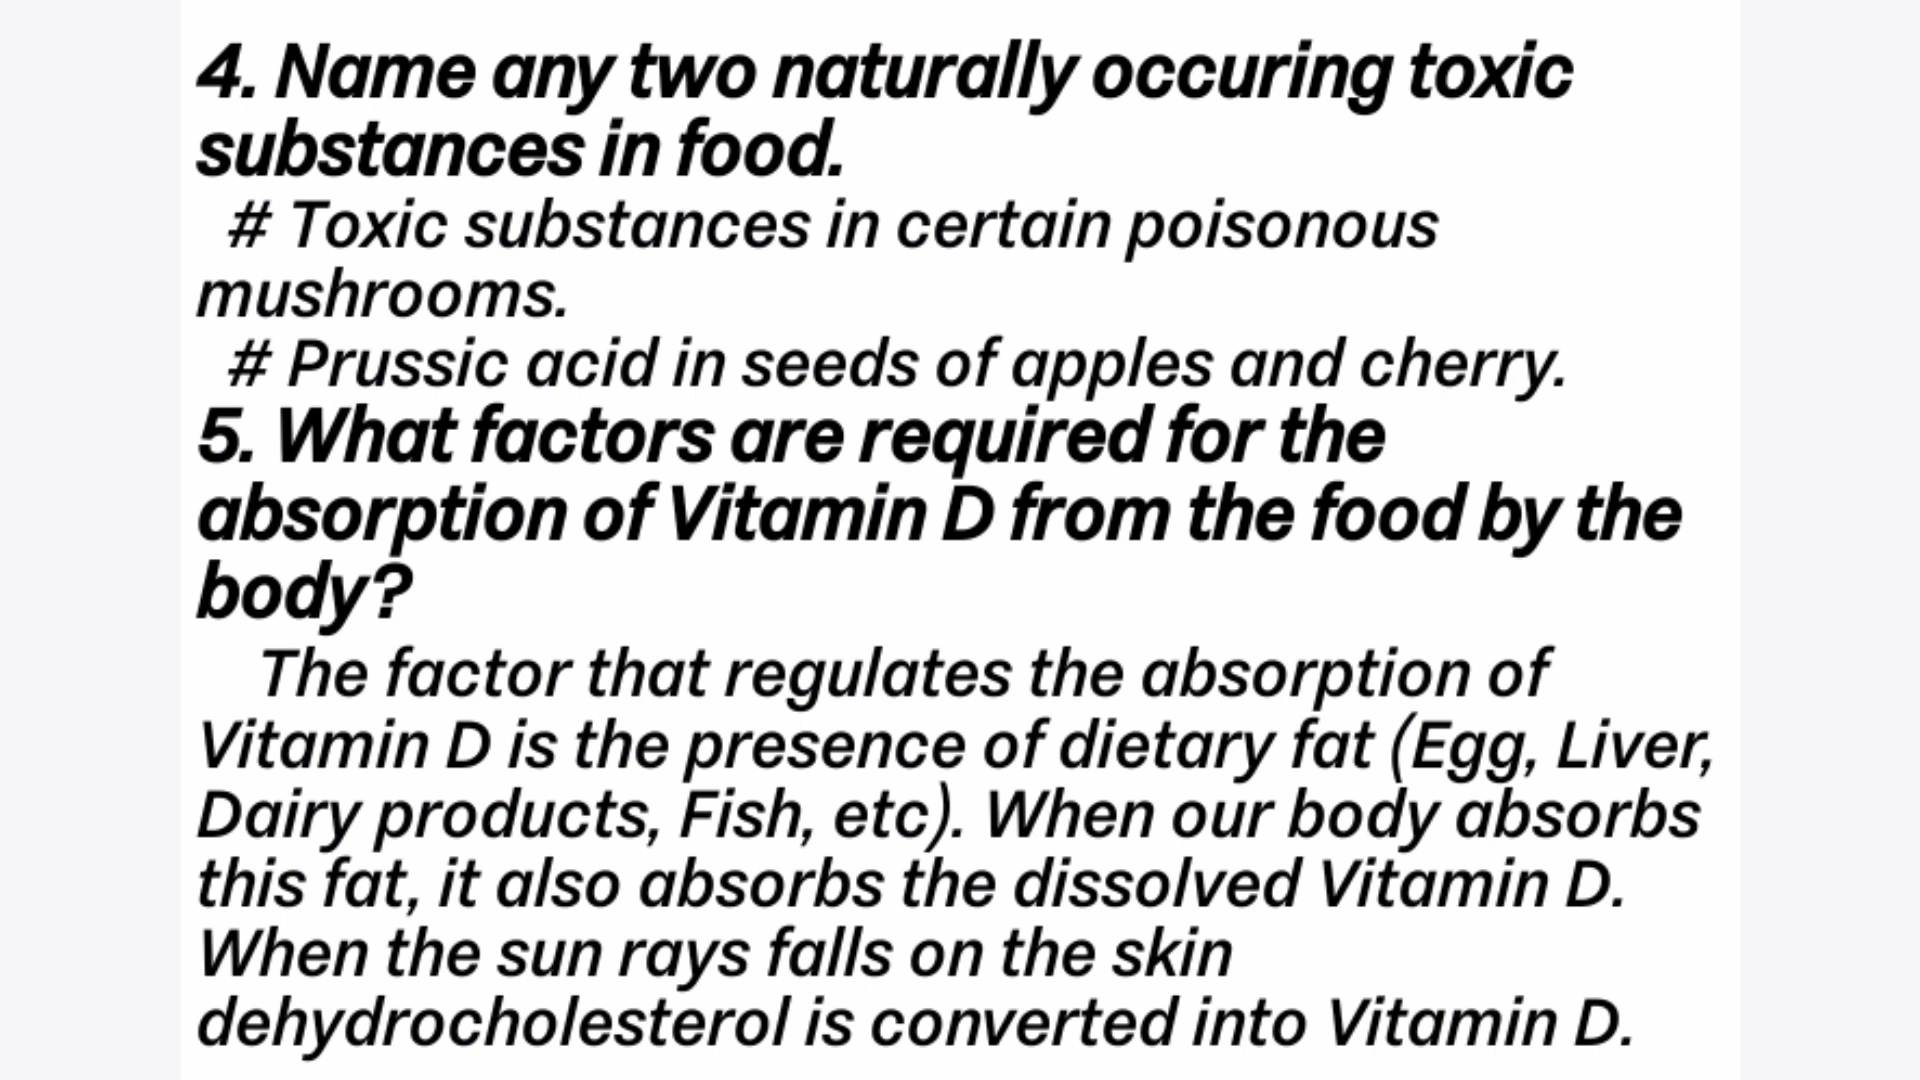 4. Name any two naturally occuring toxic
substances in food.
# Toxic substances in certain poisonous
mushrooms.
# Prussic acid in seeds of apples and cherry.
5. What factors are required for the
absorption of Vitamin D from the food by the
body?
The factor that regulates the absorption of
Vitamin D is the presence of dietary fat (Egg, Liver,
Dairy products, Fish, etc). When our body absorbs
this fat, it also absorbs the dissolved Vitamin D.
When the sun rays falls on the skin
dehydrocholesterol is converted into Vitamin D.